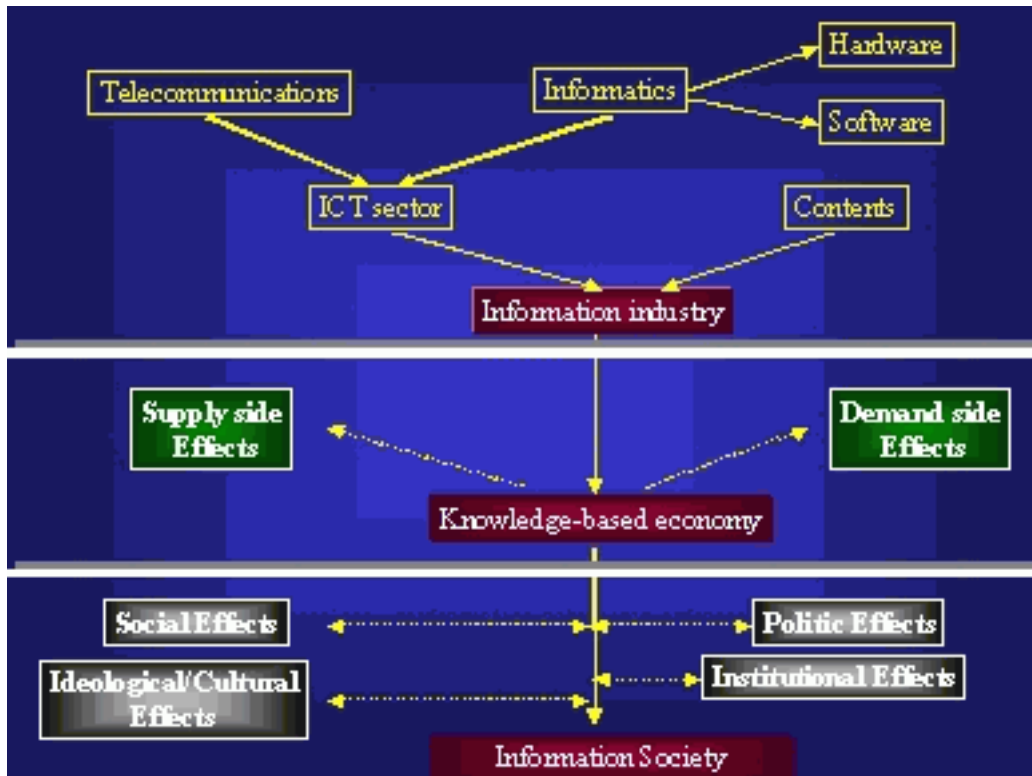 Hardware
Telecommunications
Informatics
Software
ICT sector
Contents
Information industry
Supply side
Effects
Demand side
Effects
Knowledge-based economy
Social Effects
Politic Effects
Ideological/Cultural
Effects
Institutional Effects
Information Society